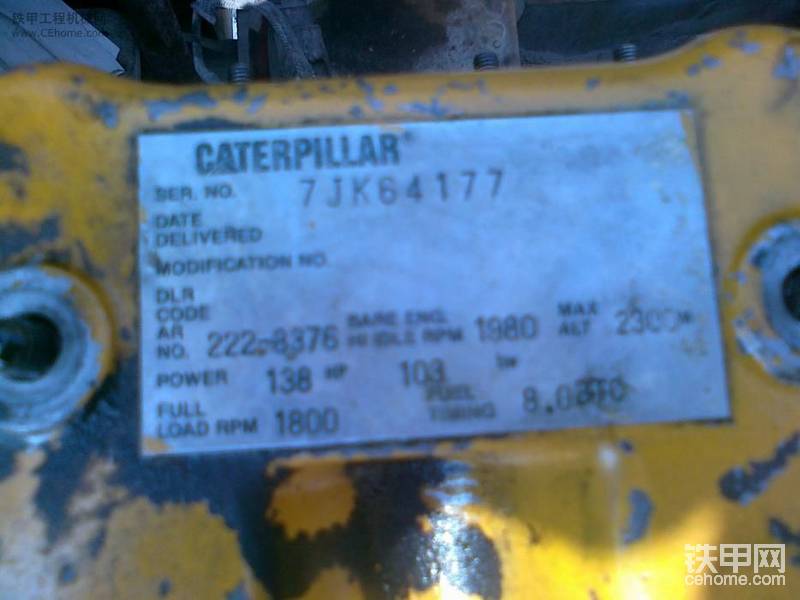 铁甲工程机械网
www.CEhome.com
CATERPILLAR
SER. NO. 7JK64177
DATE
DELIVERED
MODIFICATION NO.
DLR
CODE
AR
NO. 222-8376 BARE ENG. HI IDLE RPM 1980 MAX ALT 2300 M
POWER 138 HP 103 kW
FULL
LOAD RPM 1800 FUEL TIMING 8.0
铁甲网
cehome.com